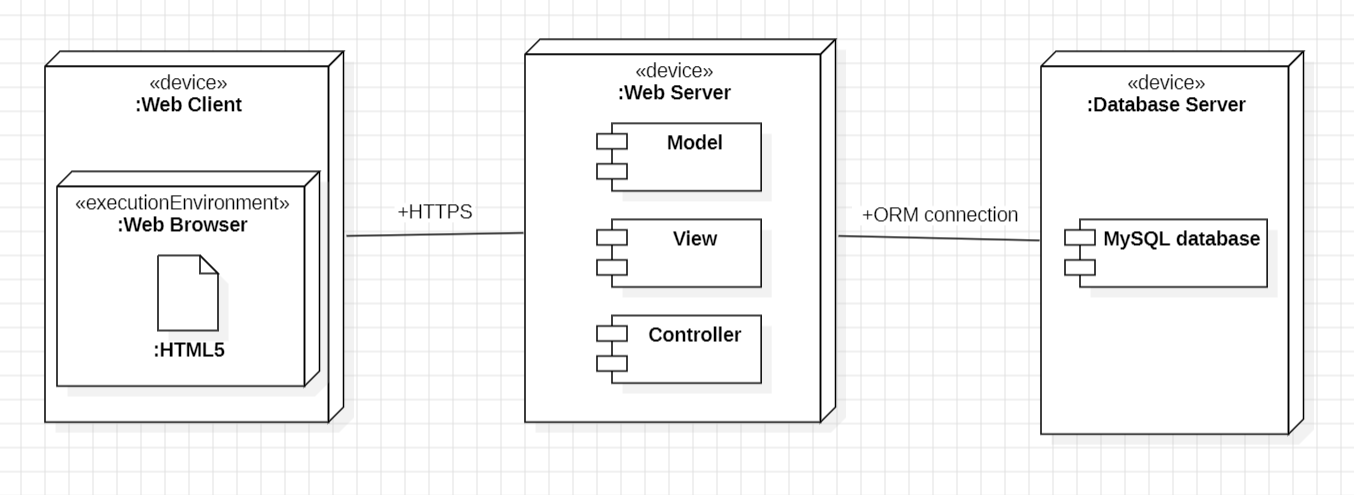 «device»
:Web Client
«executionEnvironment»
:Web Browser
:HTML5
+HTTPS
«device»
:Web Server
Model
View
Controller
+ORM connection
«device»
:Database Server
MySQL database